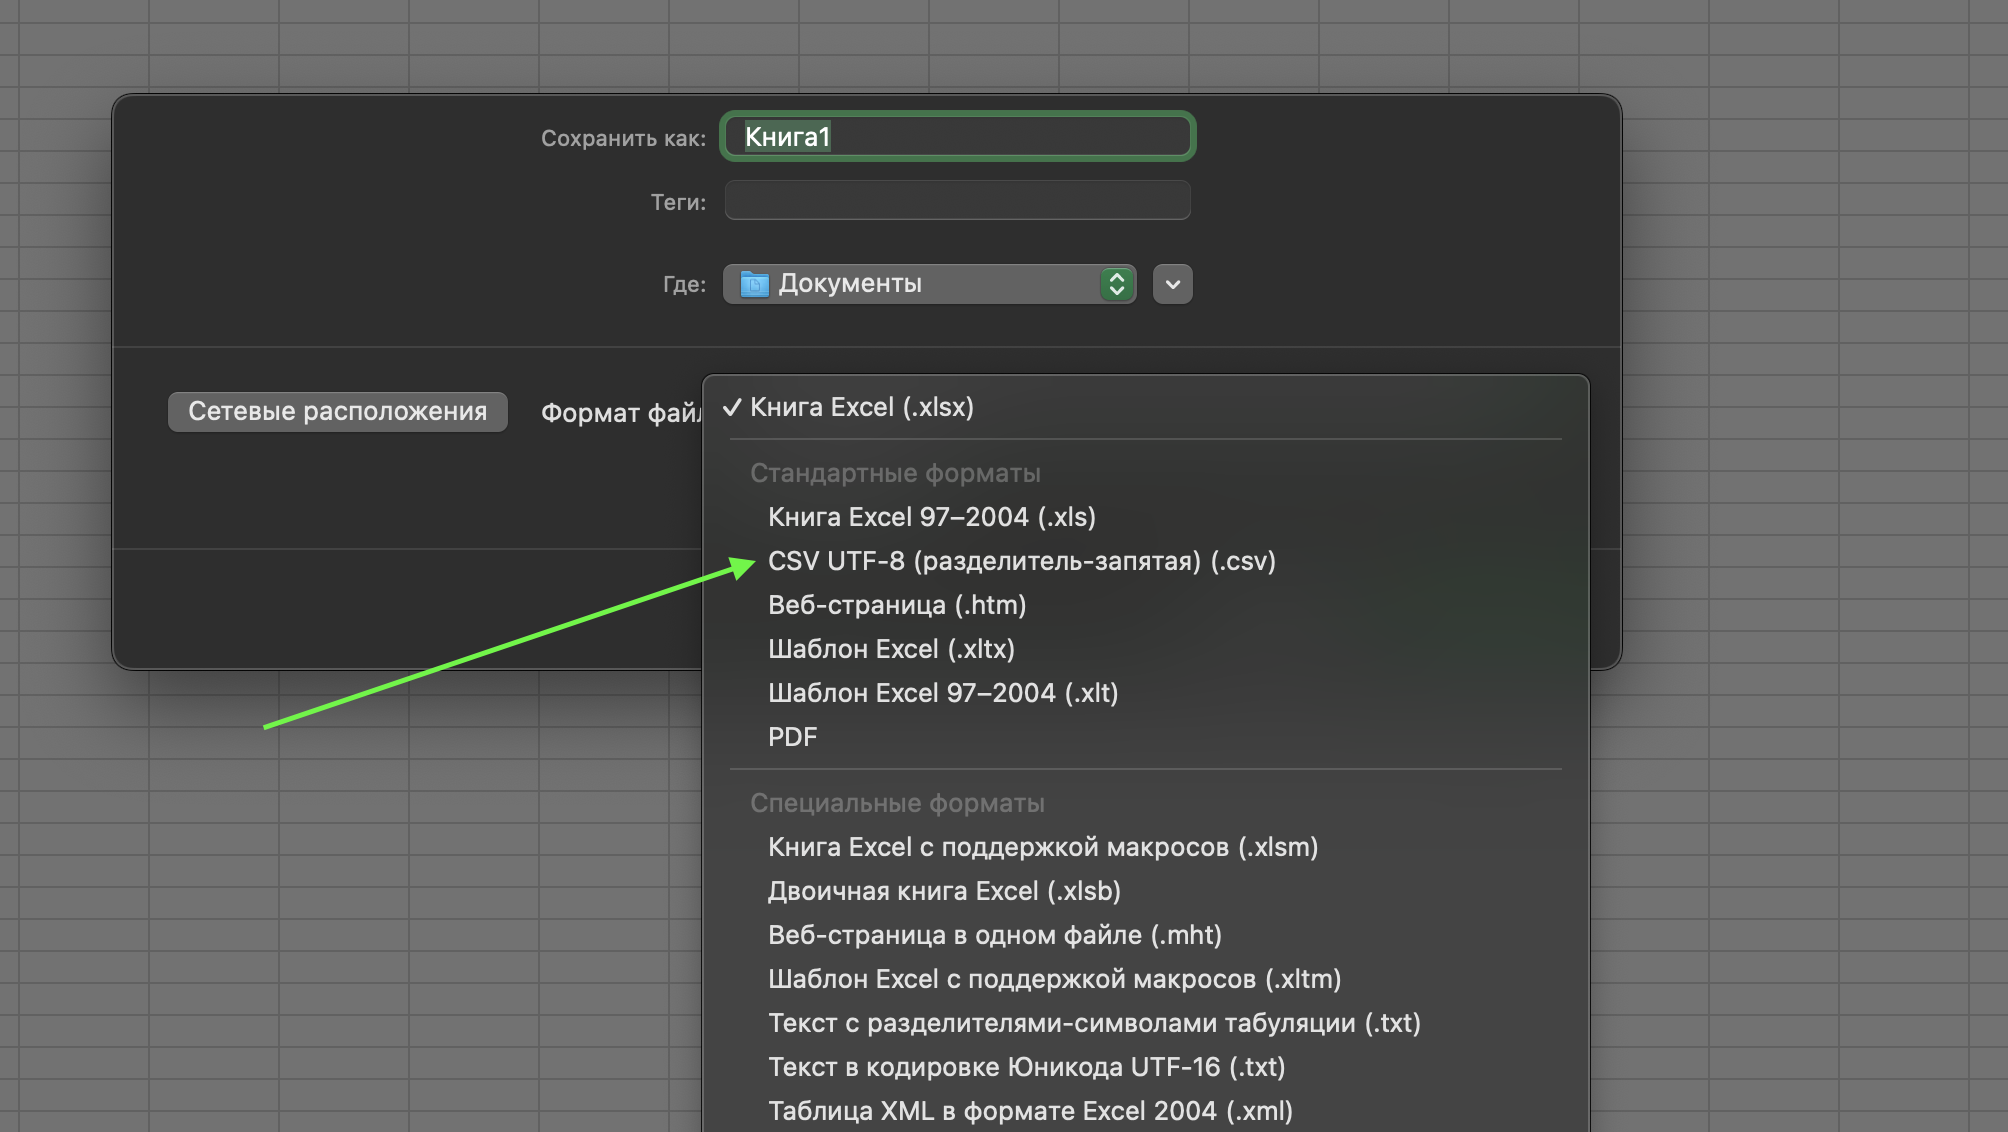 Сохранить как: Книга1
Теги:
Где: Документы
Сетевые расположения Формат файл
✓ Книга Excel (.xlsx)
Стандартные форматы
Книга Excel 97–2004 (.xls)
CSV UTF-8 (разделитель-запятая) (.csv)
Веб-страница (.htm)
Шаблон Excel (.xltx)
Шаблон Excel 97–2004 (.xlt)
PDF
Специальные форматы
Книга Excel с поддержкой макросов (.xlsm)
Двоичная книга Excel (.xlsb)
Веб-страница в одном файле (.mht)
Шаблон Excel с поддержкой макросов (.xltm)
Текст с разделителями-символами табуляции (.txt)
Текст в кодировке Юникода UTF-16 (.txt)
Таблица XML в формате Excel 2004 (.xml)